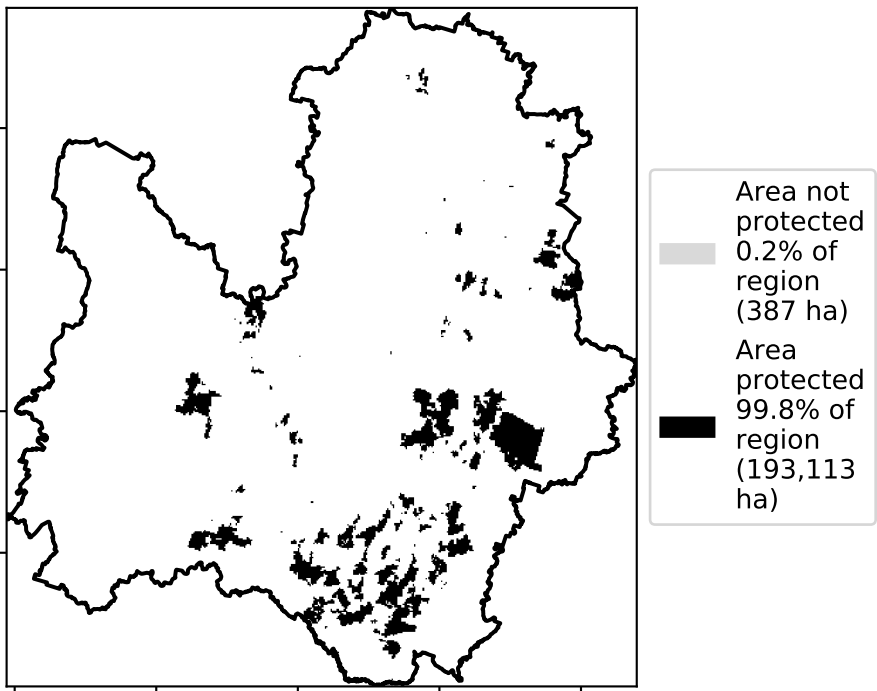 Area not
protected
0.2% of
region
(387 ha)
Area
protected
99.8% of
region
(193,113
ha)